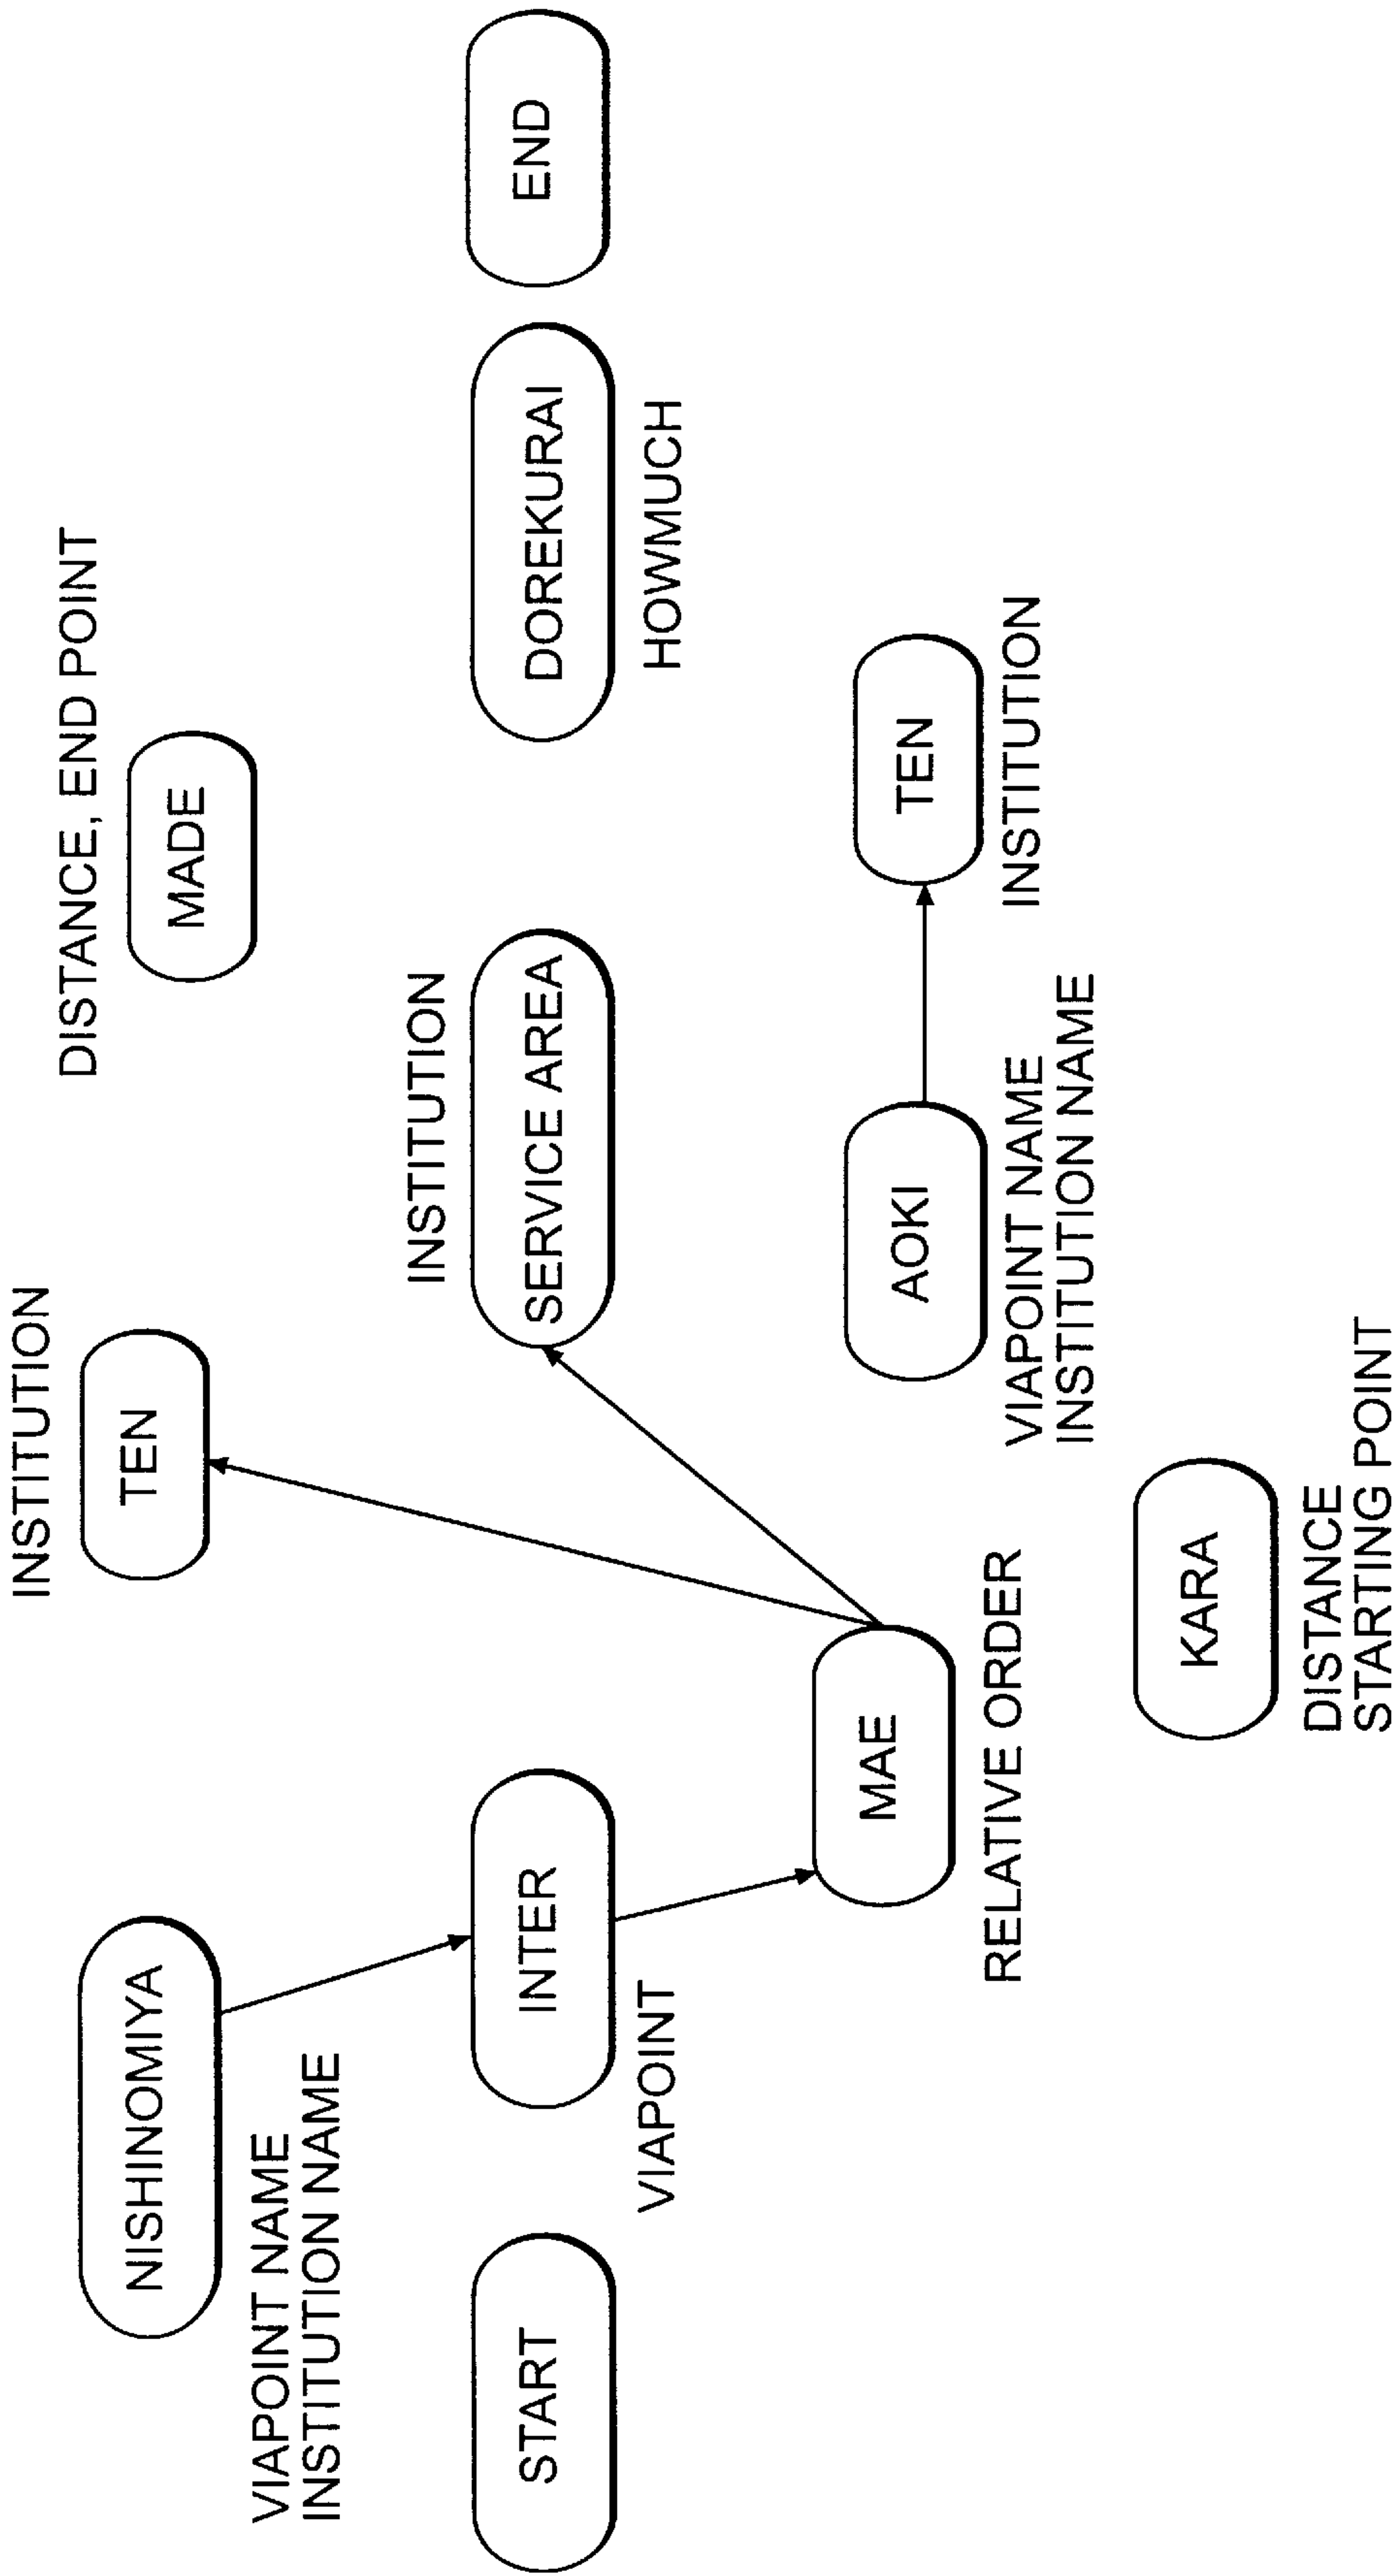 INSTITUTION
TEN
DISTANCE, END POINT
MADE
NISHINOMIYA
VIAPOINT NAME
INSTITUTION NAME
INSTITUTION
START
INTER
SERVICE AREA
DOREKURAI
END
VIAPOINT
HOWMUCH
MAE
AOKI
TEN
RELATIVE ORDER
VIAPOINT NAME
INSTITUTION NAME
INSTITUTION
KARA
DISTANCE
STARTING POINT